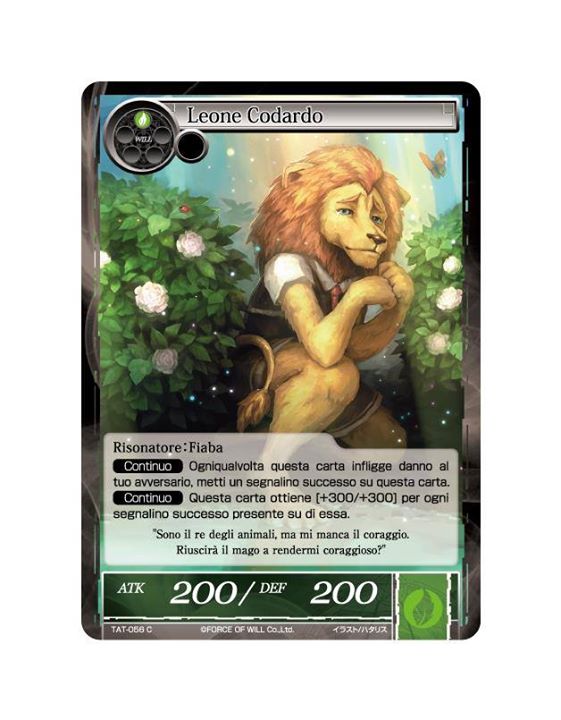 Leone Codardo
WILL
Risonatore:Fiaba
Continuo Ogniqualvolta questa carta infligge danno al
tuo avversario, metti un segnalino successo su questa carta.
Continuo Questa carta ottiene [+300/+300] per ogni
segnalino successo presente su di essa.
"Sono il re degli animali, ma mi manca il coraggio.
Riuscirà il mago a rendermi coraggioso?"
ATK 200 / DEF 200
TAT-056 C ©FORCE OF WILL Co.,Ltd. イラスト/ハタリス